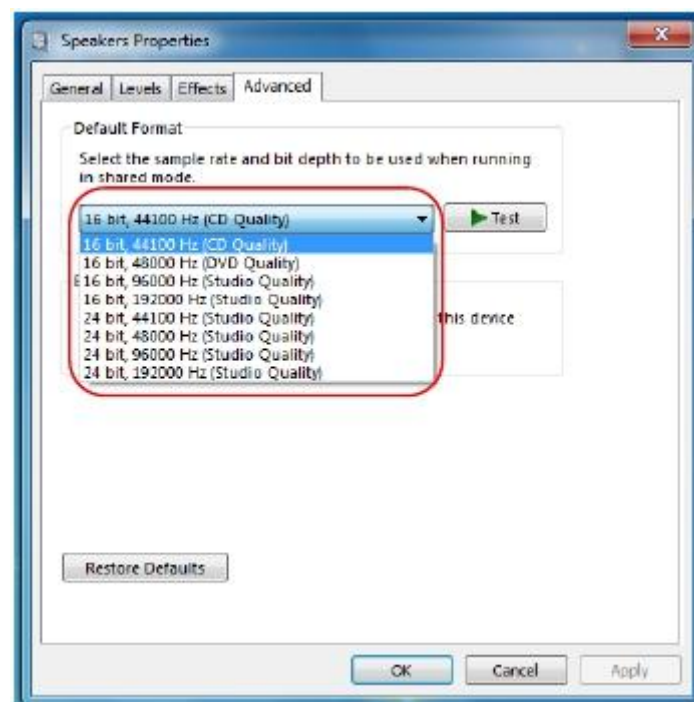 Speakers Properties
General Levels Effects Advanced
Default Format
Select the sample rate and bit depth to be used when running
in shared mode.
16 bit, 44100 Hz (CD Quality)
Test
16 bit, 44100 Hz (CD Quality)
16 bit, 48000 Hz (DVD Quality)
16 bit, 96000 Hz (Studio Quality)
16 bit, 192000 Hz (Studio Quality)
24 bit, 44100 Hz (Studio Quality)
this device
24 bit, 48000 Hz (Studio Quality)
24 bit, 96000 Hz (Studio Quality)
24 bit, 192000 Hz (Studio Quality)
Restore Defaults
OK Cancel Apply